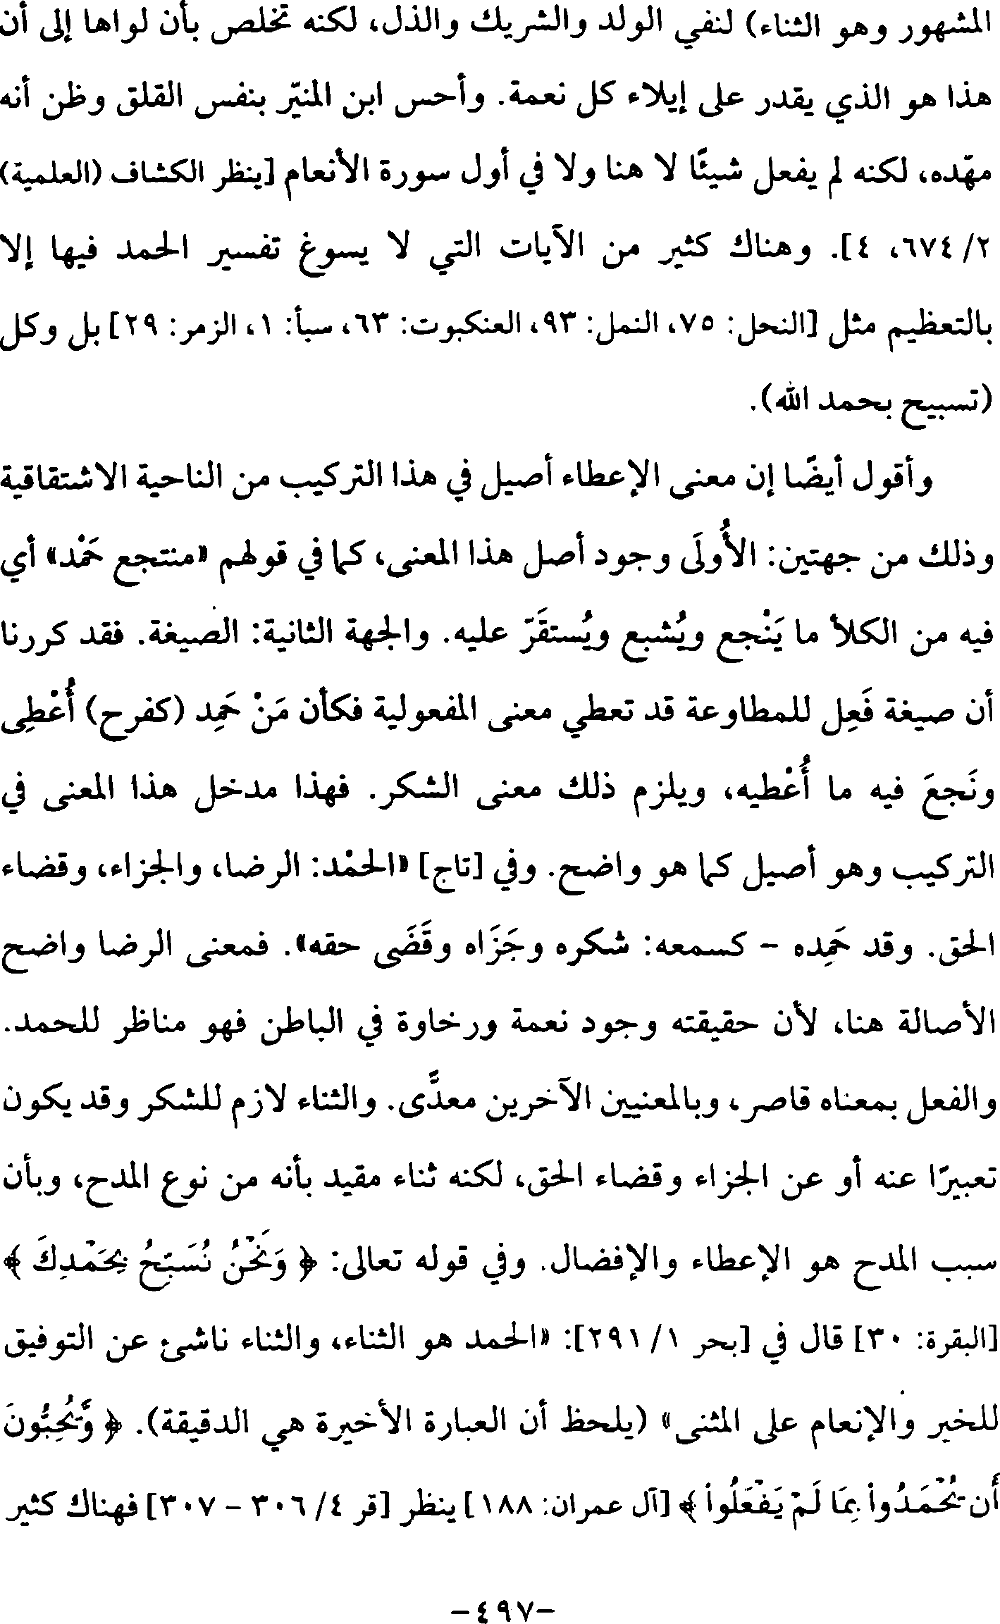 المشهور وهو الثناء) لنفي الولد والشريك والذل، لكنه تخلص بأن لواها إلى أن
هذا هو الذي يقدر على إيلاء كل نعمة. وأحس ابن المنيّر بنفس القلق وظن أنه
مهّده، لكنه لم يفعل شيئًا لا هنا ولا في أول سورة الأنعام [ينظر الكشاف (العلمية)
٢/ ٦٧٤، ٤]. وهناك كثير من الآيات التي لا يسوغ تفسير الحمد فيها إلا
بالتعظيم مثل [النحل: ٧٥، النمل: ٩٣، العنكبوت: ٦٣، سبأ: ١، الزمر: ٢٩] بل وكل
(تسبيح بحمد الله).
وأقول أيضًا إن معنى الإعطاء أصيل في هذا التركيب من الناحية الاشتقاقية
وذلك من جهتين: الأُولَى وجود أصل هذا المعنى، كما في قولهم «منتجع حَمْد» أي
فيه من الكلأ ما يَنْجع ويُشبع ويُستقَرّ عليه. والجهة الثانية: الصيغة. فقد كررنا
أن صيغة فَعِل للمطاوعة قد تعطي معنى المفعولية فكأن مَنْ حَمِد (كفرح) أُعْطِى
ونَجعَ فيه ما أُعْطيه، ويلزم ذلك معنى الشكر. فهذا مدخل هذا المعنى في
التركيب وهو أصيل كما هو واضح. وفي [تاج] «الحمْد: الرضا، والجزاء، وقضاء
الحق. وقد حَمِده - كسمعه: شكره وجَزَاه وقَضَى حقه». فمعنى الرضا واضح
الأصالة هنا، لأن حقيقته وجود نعمة ورخاوة في الباطن فهو مناظر للحمد.
والفعل بمعناه قاصر، وبالمعنيين الآخرين معدًّى. والثناء لازم للشكر وقد يكون
تعبيرًا عنه أو عن الجزاء وقضاء الحق، لكنه ثناء مقيد بأنه من نوع المدح، وبأن
سبب المدح هو الإعطاء والإفضال. وفي قوله تعالى: ﴿ وَنَحْنُ نُسَبِّحُ بِحَمْدِكَ ﴾
[البقرة: ٣٠] قال في [بحر ١/ ٢٩١]: «الحمد هو الثناء، والثناء ناشئ عن التوفيق
للخير والإنعام على المثنى» (يلحظ أن العبارة الأخيرة هي الدقيقة). ﴿ وَّيُحِبُّونَ
أَن يُحْمَدُوا۟ بِمَا لَمْ يَفْعَلُوا۟ ﴾ [آل عمران: ١٨٨] ينظر [قر ٤/ ٣٠٦ - ٣٠٧] فهناك كثير
-٤٩٧-